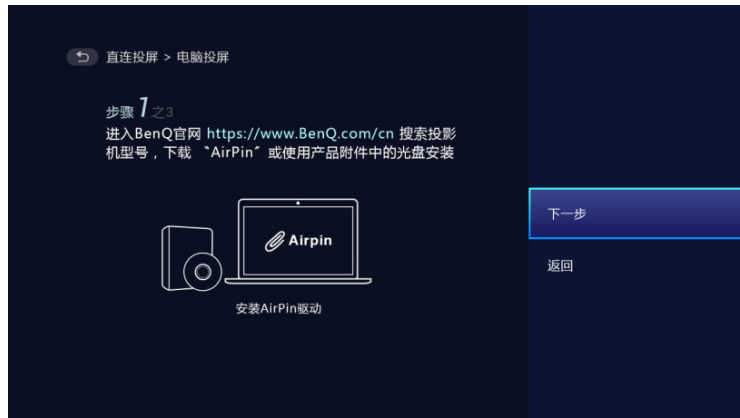 直连投屏 > 电脑投屏
步骤1之3
进入BenQ官网 https://www.BenQ.com/cn 搜索投影
机型号，下载 〝AirPin〞或使用产品附件中的光盘安装
Airpin
安装AirPin驱动
下一步
返回